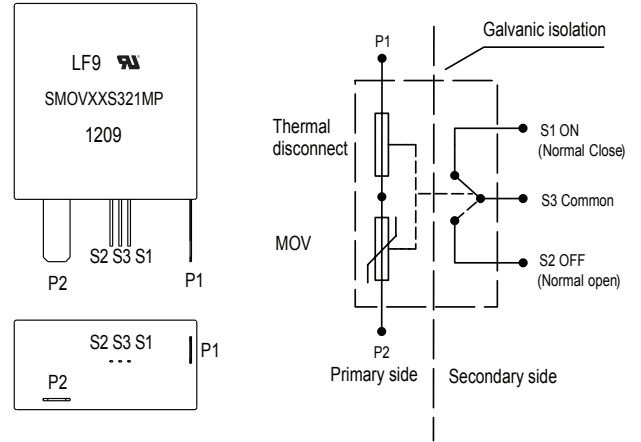 LF9
SMOVXXS321MP
1209
S2 S3 S1
P2
P1
S2 S3 S1
P1
P2
Galvanic isolation
P1
Thermal
disconnect
S1 ON
(Normal Close)
S3 Common
MOV
S2 OFF
(Normal open)
P2
Primary side
Secondary side